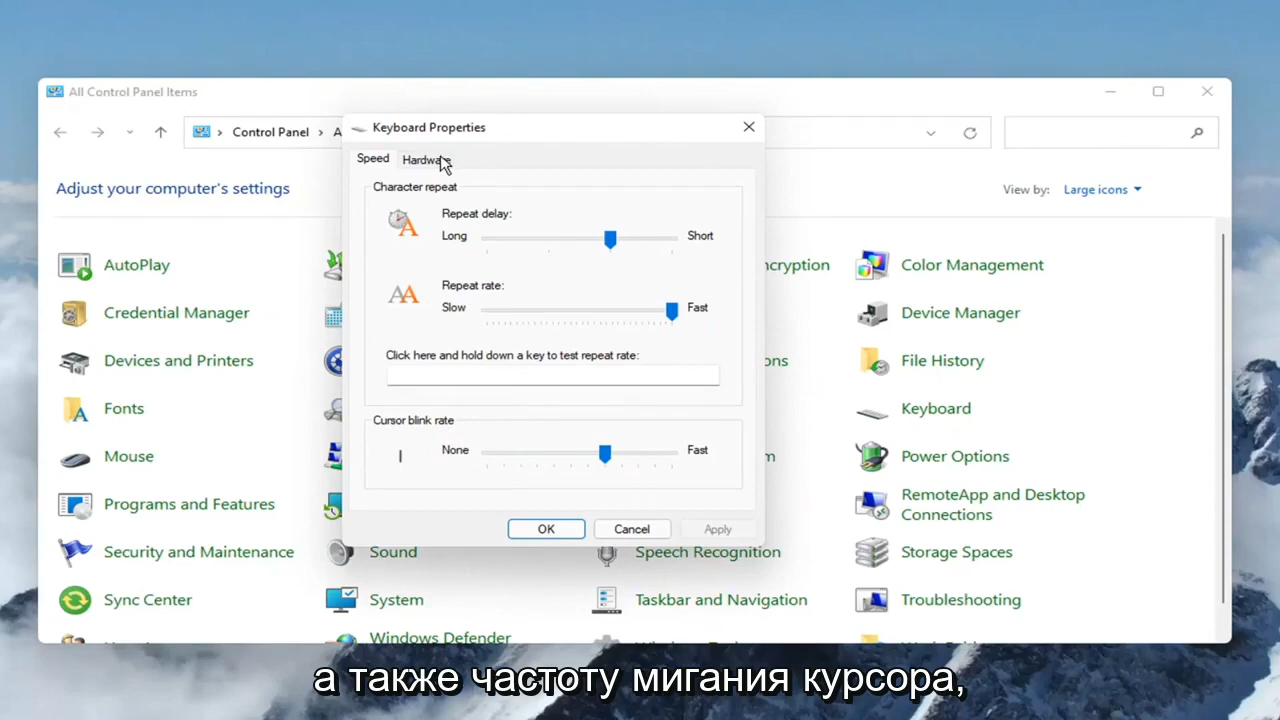 All Control Panel Items
Control Panel
Keyboard Properties
Speed
Hardware
Adjust your computer's settings
View by:
Large icons
Character repeat
Repeat delay:
Long
Short
Repeat rate:
Slow
Fast
Click here and hold down a key to test repeat rate:
Cursor blink rate
None
Fast
OK
Cancel
Apply
AutoPlay
Color Management
Credential Manager
Device Manager
Devices and Printers
File History
Fonts
Keyboard
Mouse
Power Options
Programs and Features
RemoteApp and Desktop
Connections
Security and Maintenance
Sound
Speech Recognition
Storage Spaces
Sync Center
System
Taskbar and Navigation
Troubleshooting
Windows Defender
а также частоту мигания курсора,